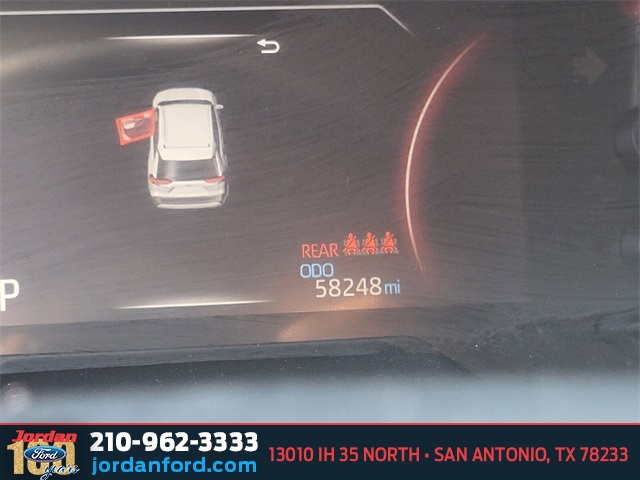 REAR
ODO
58248 mi
P
Jordan
Ford
100
year
210-962-3333
jordanford.com
13010 IH 35 NORTH • SAN ANTONIO, TX 78233